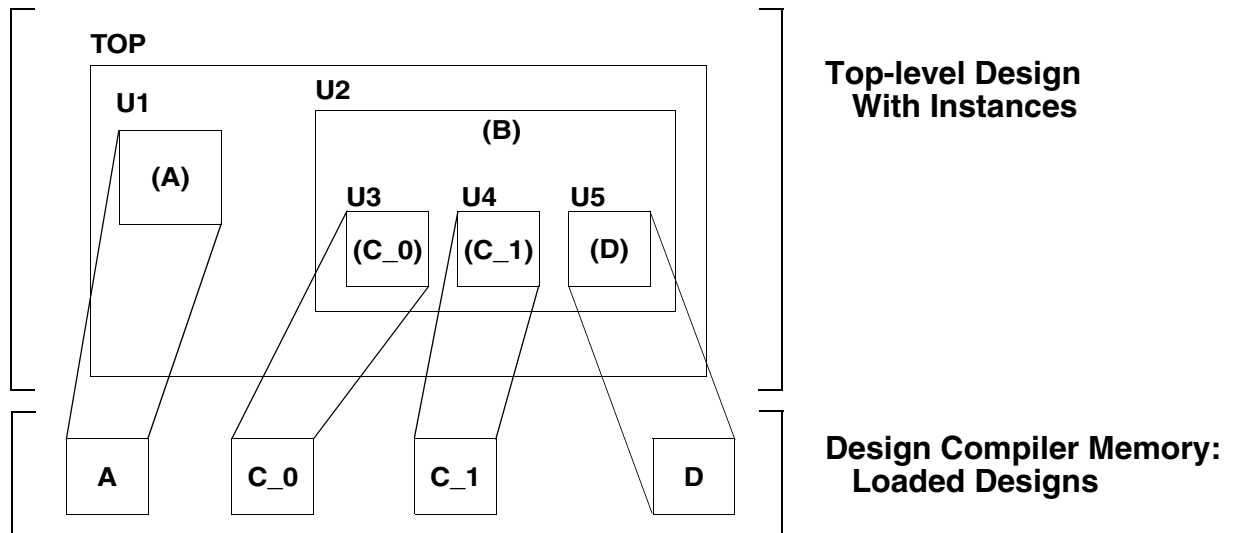 TOP
U1
U2
(B)
(A)
U3
U4
U5
(C_0)
(C_1)
(D)
Top-level Design
With Instances
A
C_0
C_1
D
Design Compiler Memory:
Loaded Designs